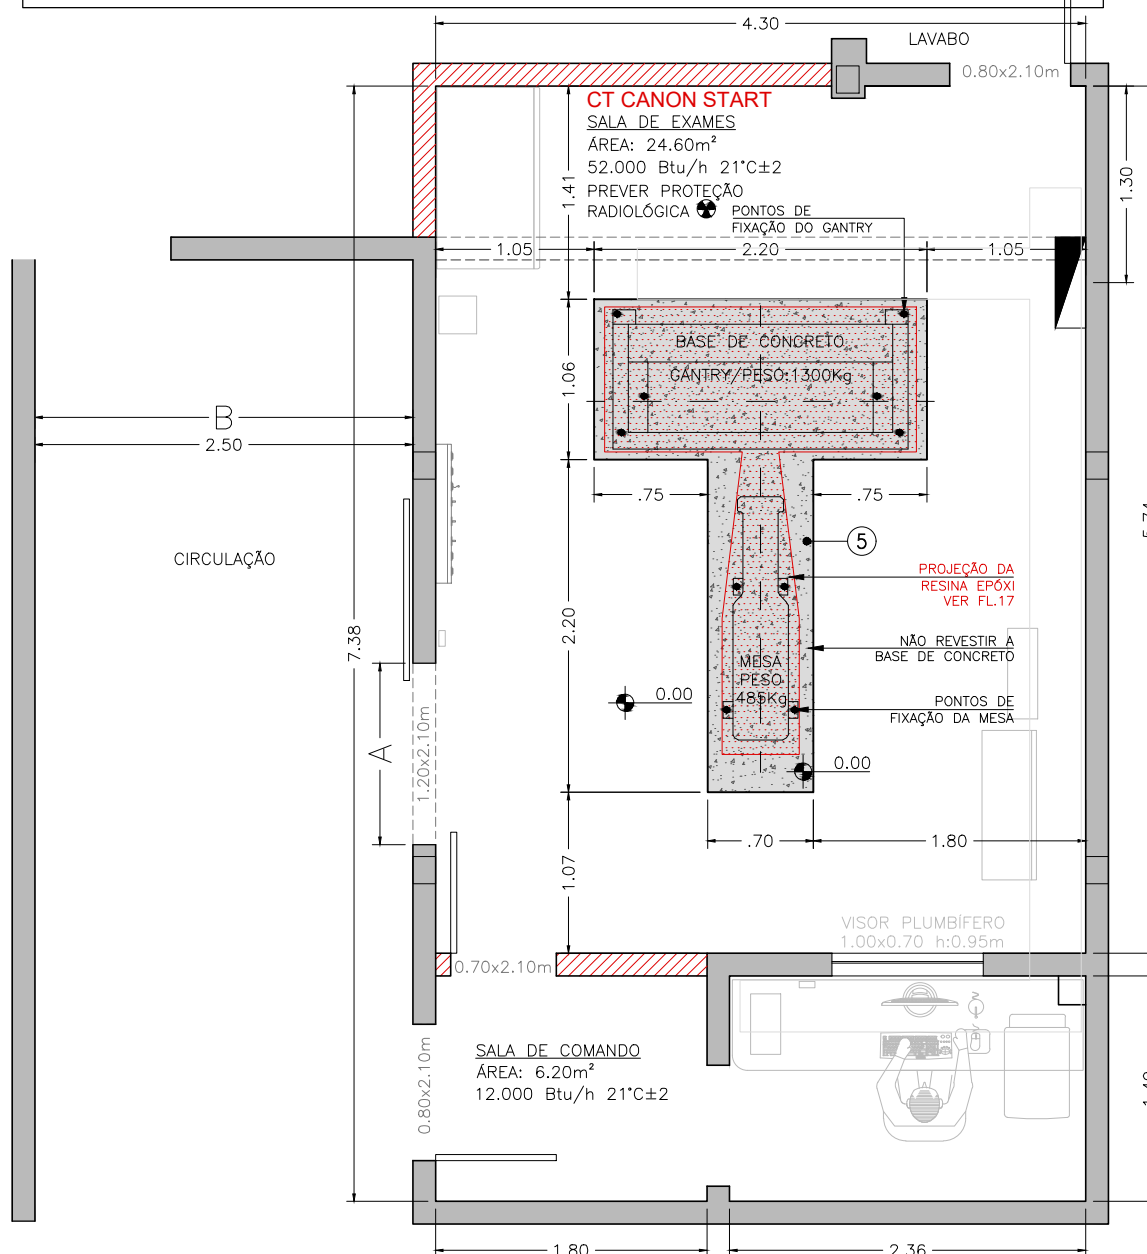 4.30
LAVABO
0.80x2.10m
CT CANON START
SALA DE EXAMES
ÁREA: 24.60m²
52.000 Btu/h 21°C±2
PREVER PROTEÇÃO
RADIOLÓGICA
PONTOS DE
FIXAÇÃO DO GANTRY
1.41
1.30
1.05
2.20
1.05
BASE DE CONCRETO
GANTRY/PESO:1300Kg
1.06
B
2.50
.75
.75
5
CIRCULAÇÃO
PROJEÇÃO DA
RESINA EPÓXI
VER FL.17
2.20
7.38
NÃO REVESTIR A
BASE DE CONCRETO
MESA
PESO
485Kg
PONTOS DE
FIXAÇÃO DA MESA
0.00
0.00
A
1.20x2.10m
.70
1.80
1.07
VISOR PLUMBÍFERO
1.00x0.70 h:0.95m
0.70x2.10m
SALA DE COMANDO
ÁREA: 6.20m²
12.000 Btu/h 21°C±2
0.80x2.10m
1.80
2.36